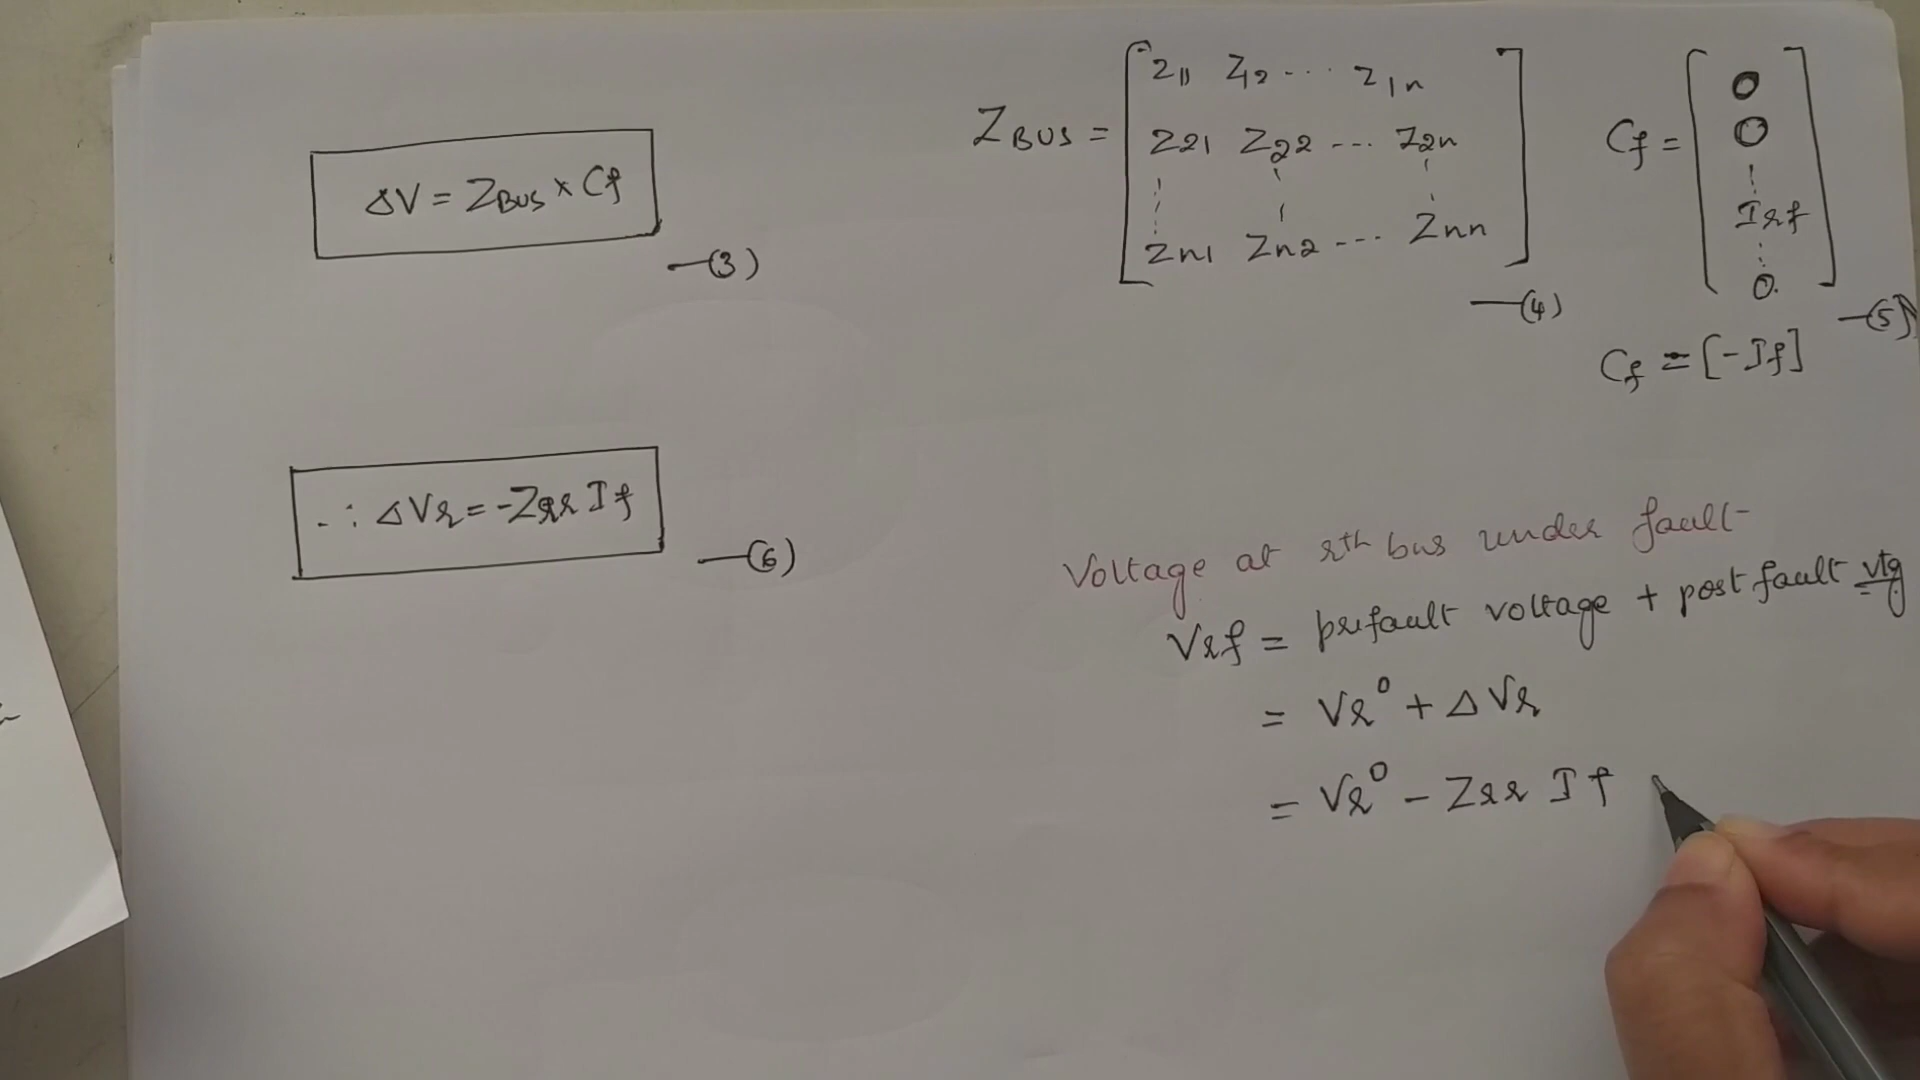 ΔV = ZBUS × Cf
—(3)
ZBUS = [Z11 Z12 ... Z1n
Z21 Z22 ... Z2n
Zn1 Zn2 ... Znn]
—(4)
Cf = [0
0
Irf
0]
—(5)
Cf = [-If]
∴ ΔVr = -Zrr If
—(6)
Voltage at rth bus under fault
Vrf = prefault voltage + post fault vtg
= Vr⁰ + ΔVr
= Vr⁰ - Zrr If